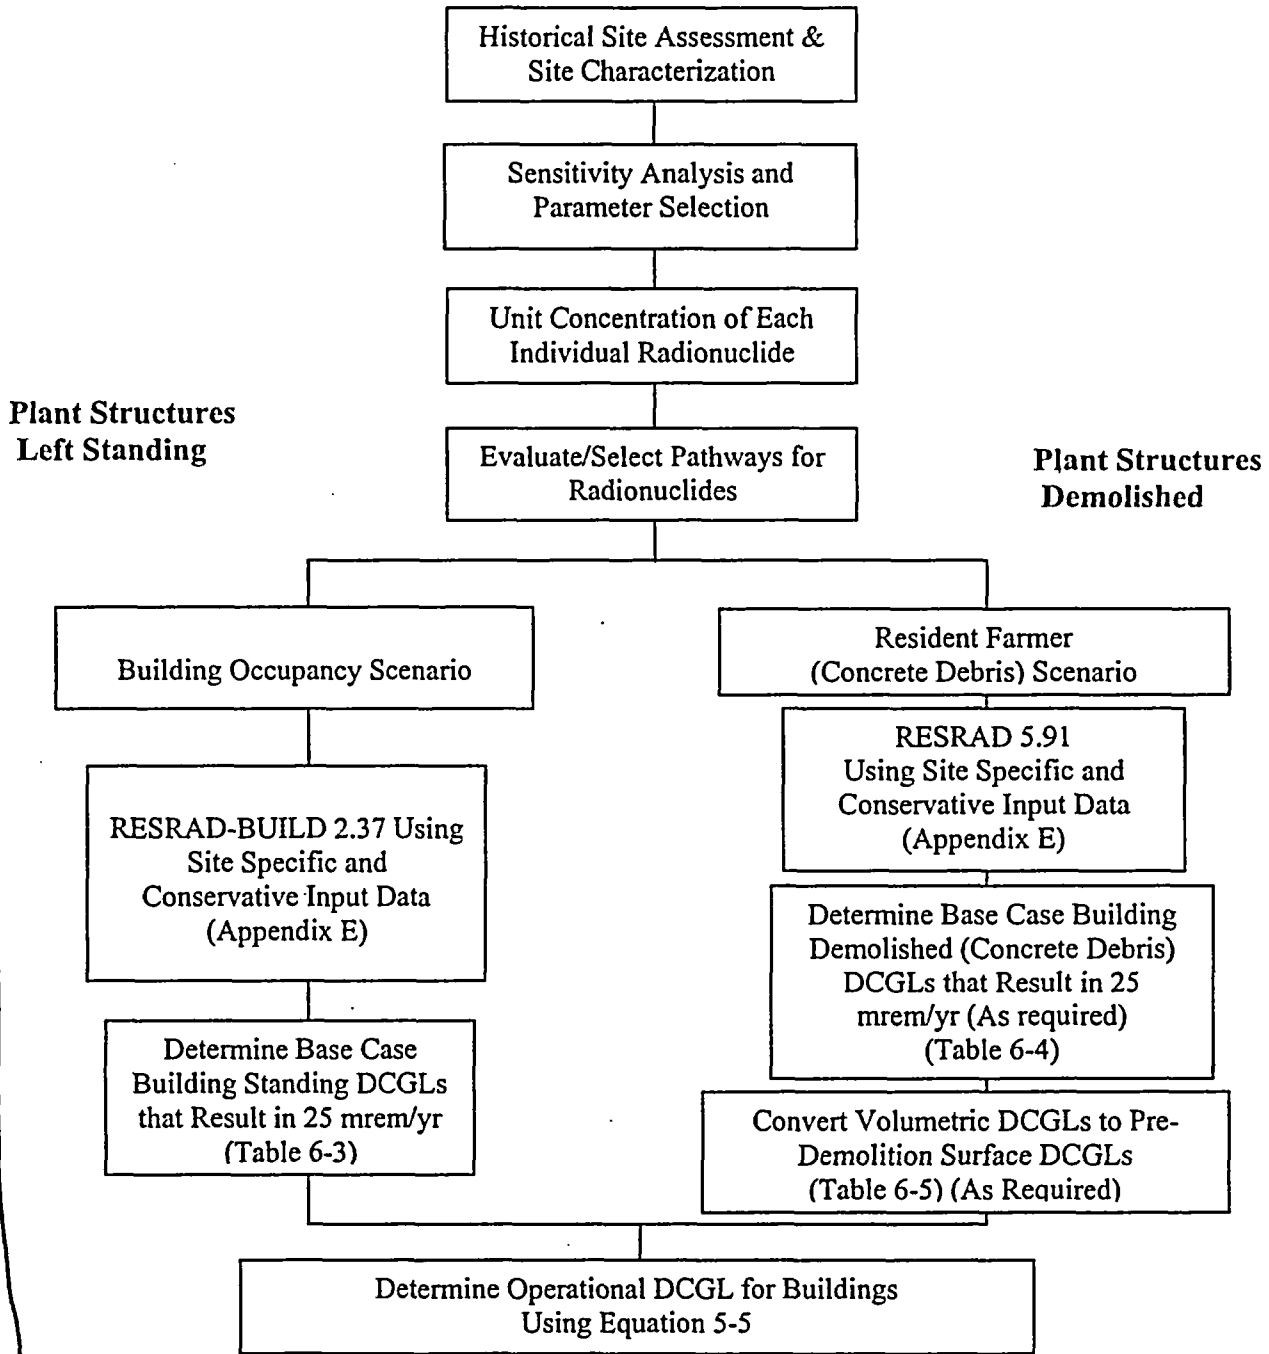 Historical Site Assessment &
Site Characterization
Sensitivity Analysis and
Parameter Selection
Unit Concentration of Each
Individual Radionuclide
Plant Structures
Left Standing
Evaluate/Select Pathways for
Radionuclides
Plant Structures
Demolished
Building Occupancy Scenario
Resident Farmer
(Concrete Debris) Scenario
RESRAD-BUILD 2.37 Using
Site Specific and
Conservative Input Data
(Appendix E)
RESRAD 5.91
Using Site Specific and
Conservative Input Data
(Appendix E)
Determine Base Case Building
Demolished (Concrete Debris)
DCGLs that Result in 25
mrem/yr (As required)
(Table 6-4)
Determine Base Case
Building Standing DCGLs
that Result in 25 mrem/yr
(Table 6-3)
Convert Volumetric DCGLs to Pre-
Demolition Surface DCGLs
(Table 6-5) (As Required)
Determine Operational DCGL for Buildings
Using Equation 5-5